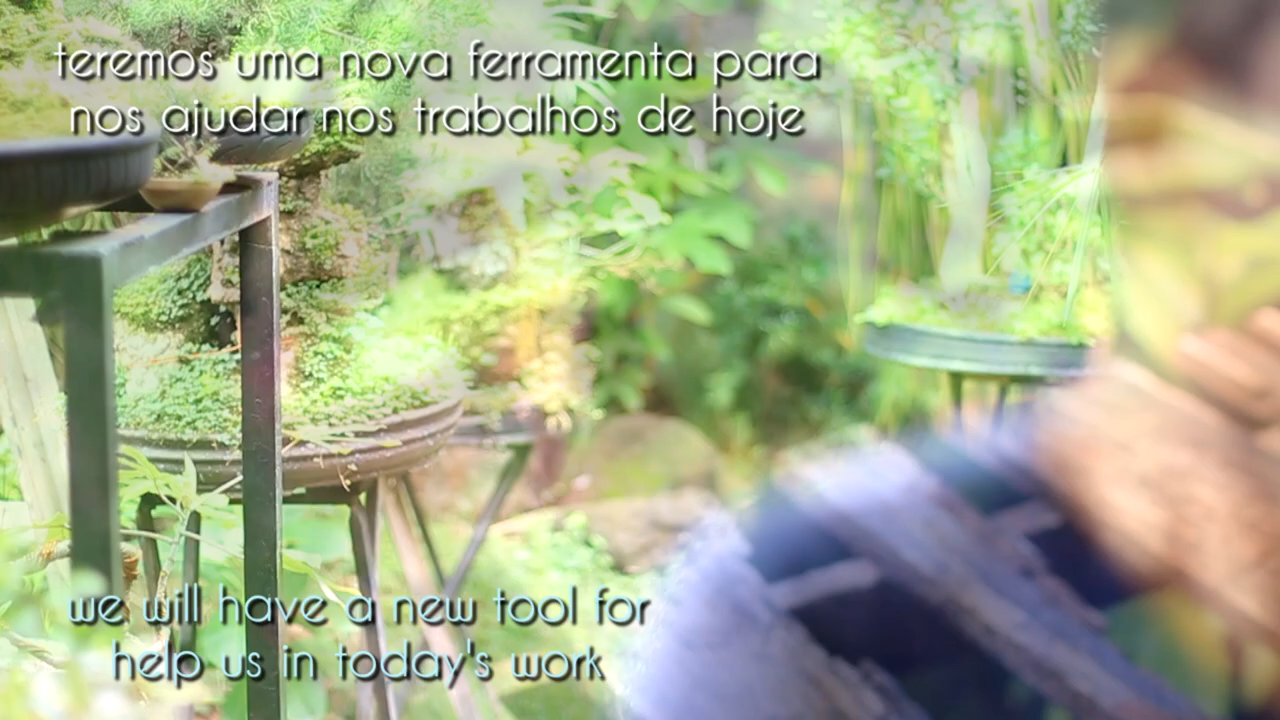 teremos uma nova ferramenta para
nos ajudar nos trabalhos de hoje
we will have a new tool for
help us in today's work